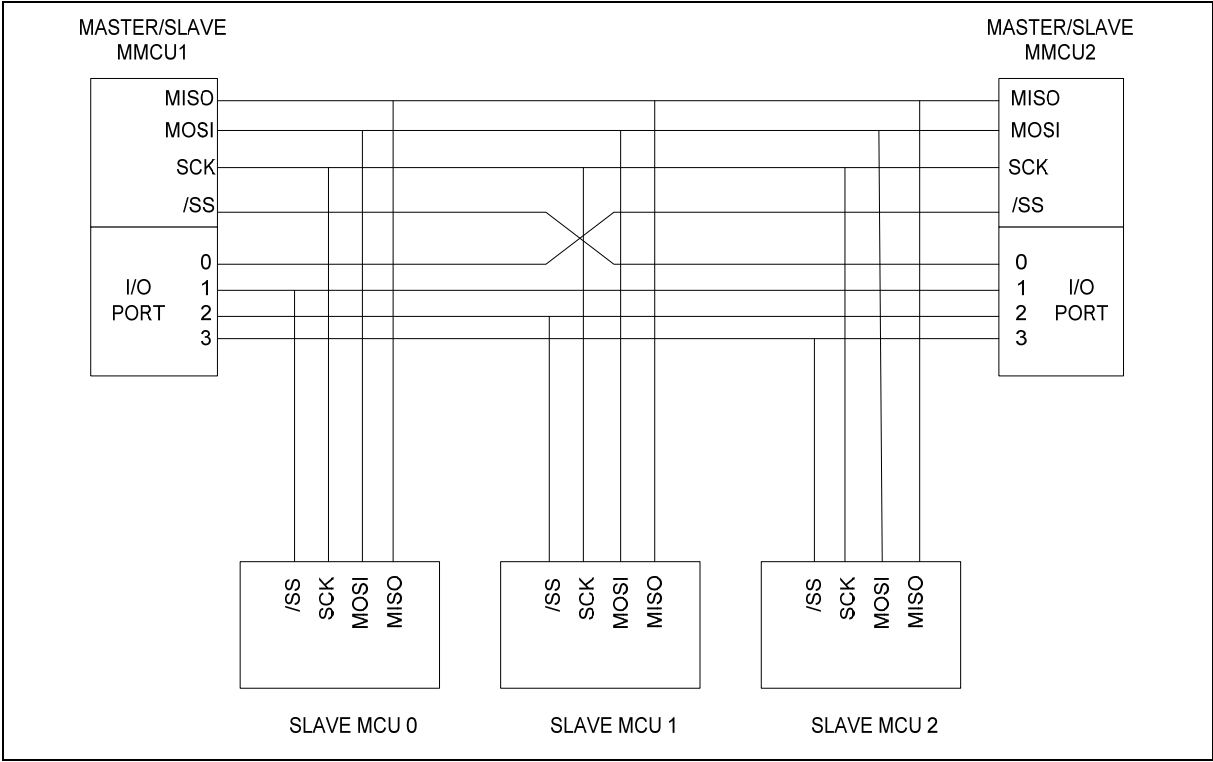 MASTER/SLAVE
MMCU1
MISO
MOSI
SCK
/SS
0
1
2
3
I/O
PORT
MASTER/SLAVE
MMCU2
MISO
MOSI
SCK
/SS
0
1
2
3
I/O
PORT
/SS
SCK
MOSI
MISO
SLAVE MCU 0
/SS
SCK
MOSI
MISO
SLAVE MCU 1
/SS
SCK
MOSI
MISO
SLAVE MCU 2